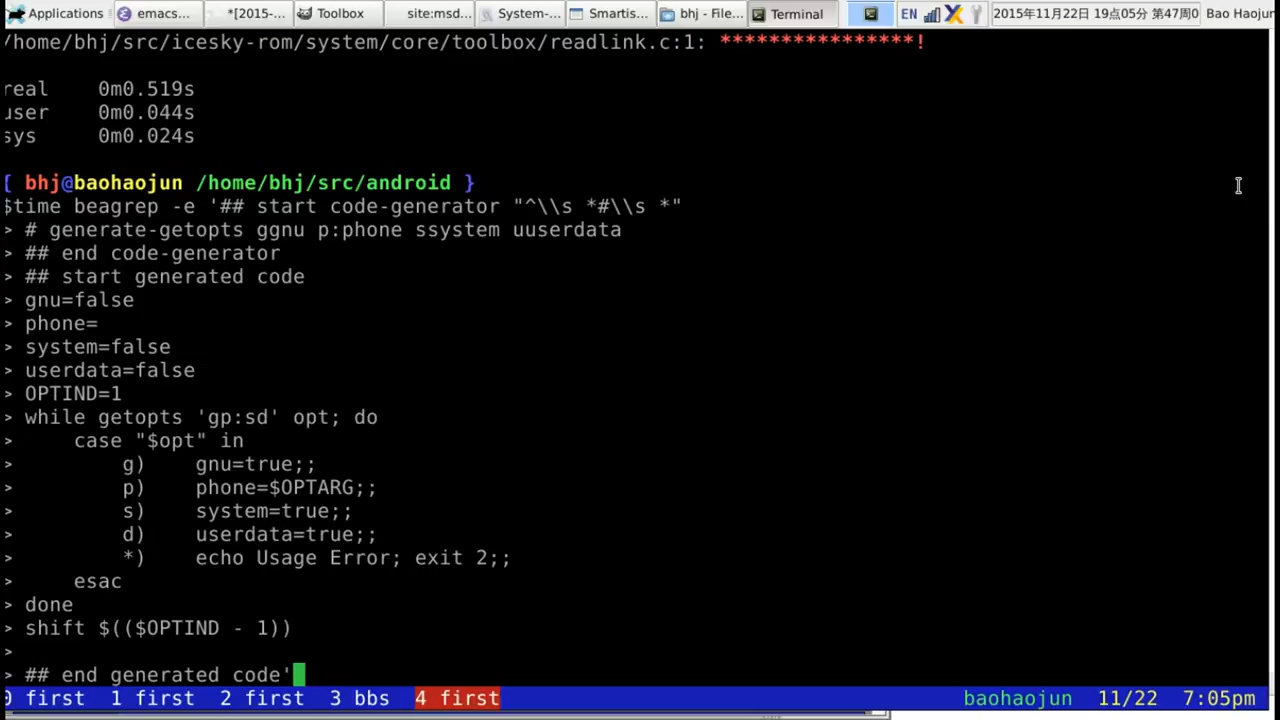 Applications emacs... *[2015-... Toolbox site:msd... System-... Smartis... bhj - File... Terminal EN 2015年11月22日 19点05分 第47周0 Bao Haojun
/home/bhj/src/icesky-rom/system/core/toolbox/readlink.c:1: ****************!
real 0m0.519s
user 0m0.044s
sys 0m0.024s
[ bhj@baohaojun /home/bhj/src/android }
$time beagrep -e '## start code-generator "^\\s *#\\s *"
> # generate-getopts ggnu p:phone ssystem uuserdata
> ## end code-generator
> ## start generated code
> gnu=false
> phone=
> system=false
> userdata=false
> OPTIND=1
> while getopts 'gp:sd' opt; do
> case "$opt" in
> g) gnu=true;;
> p) phone=$OPTARG;;
> s) system=true;;
> d) userdata=true;;
> *) echo Usage Error; exit 2;;
> esac
> done
> shift $(($OPTIND - 1))
>
> ## end generated code'
0 first 1 first 2 first 3 bbs 4 first baohaojun 11/22 7:05pm